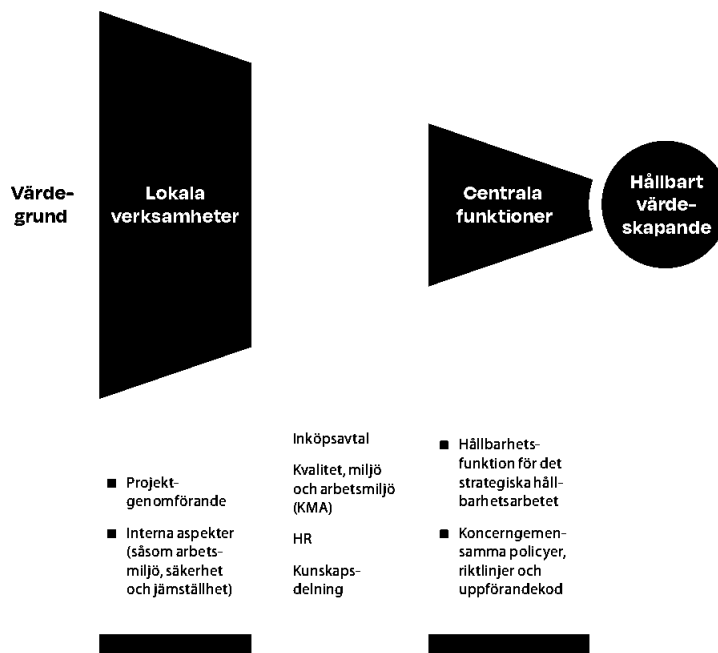 Värde-
grund
Lokala
verksamheter
Centrala
funktioner
Hållbart
värde-
skapande
■ Projekt-
genomförande
■ Interna aspekter
(såsom arbets-
miljö, säkerhet
och jämställhet)
Inköpsavtal
Kvalitet, miljö
och arbetsmiljö
(KMA)
HR
Kunskaps-
delning
■ Hållbarhets-
funktion för det
strategiska håll-
barhetsarbetet
■ Koncerngemen-
samma policyer,
riktlinjer och
uppförandekod